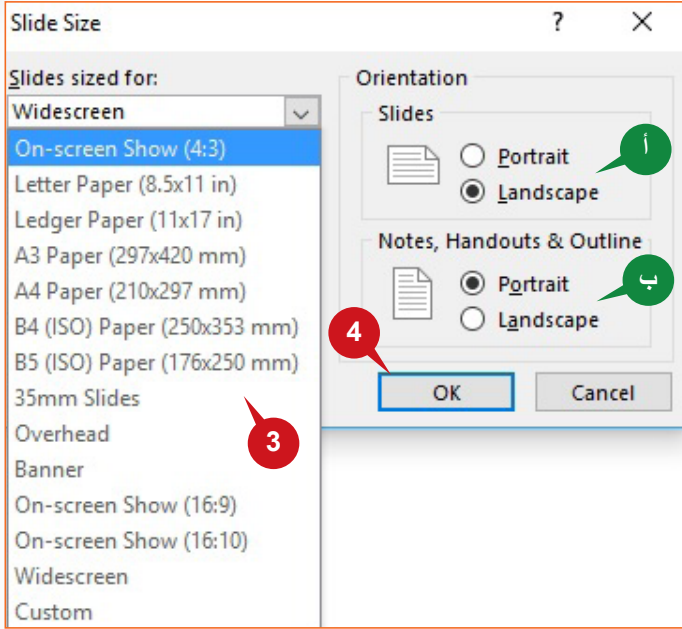 Slide Size
?
Slides sized for:
Widescreen
On-screen Show (4:3)
Letter Paper (8.5x11 in)
Ledger Paper (11x17 in)
A3 Paper (297x420 mm)
A4 Paper (210x297 mm)
B4 (ISO) Paper (250x353 mm)
B5 (ISO) Paper (176x250 mm)
35mm Slides
3
Overhead
Banner
On-screen Show (16:9)
On-screen Show (16:10)
Widescreen
Custom
Orientation
Slides
Portrait
أ
Landscape
Notes, Handouts & Outline
Portrait
ب
Landscape
4
OK
Cancel